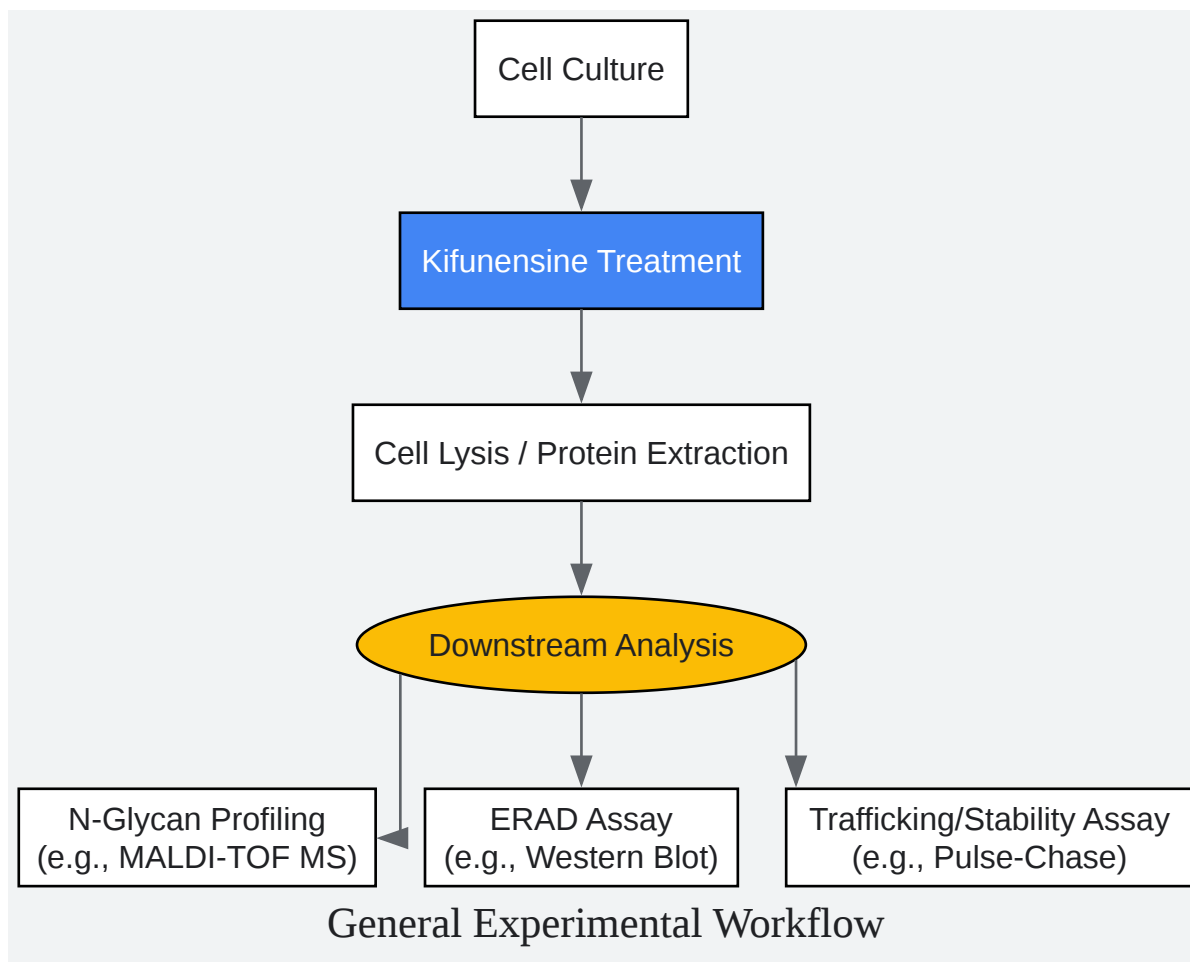 Cell Culture
Kifunensine Treatment
Cell Lysis / Protein Extraction
Downstream Analysis
N-Glycan Profiling
(e.g., MALDI-TOF MS)
ERAD Assay
(e.g., Western Blot)
Trafficking/Stability Assay
(e.g., Pulse-Chase)
General Experimental Workflow